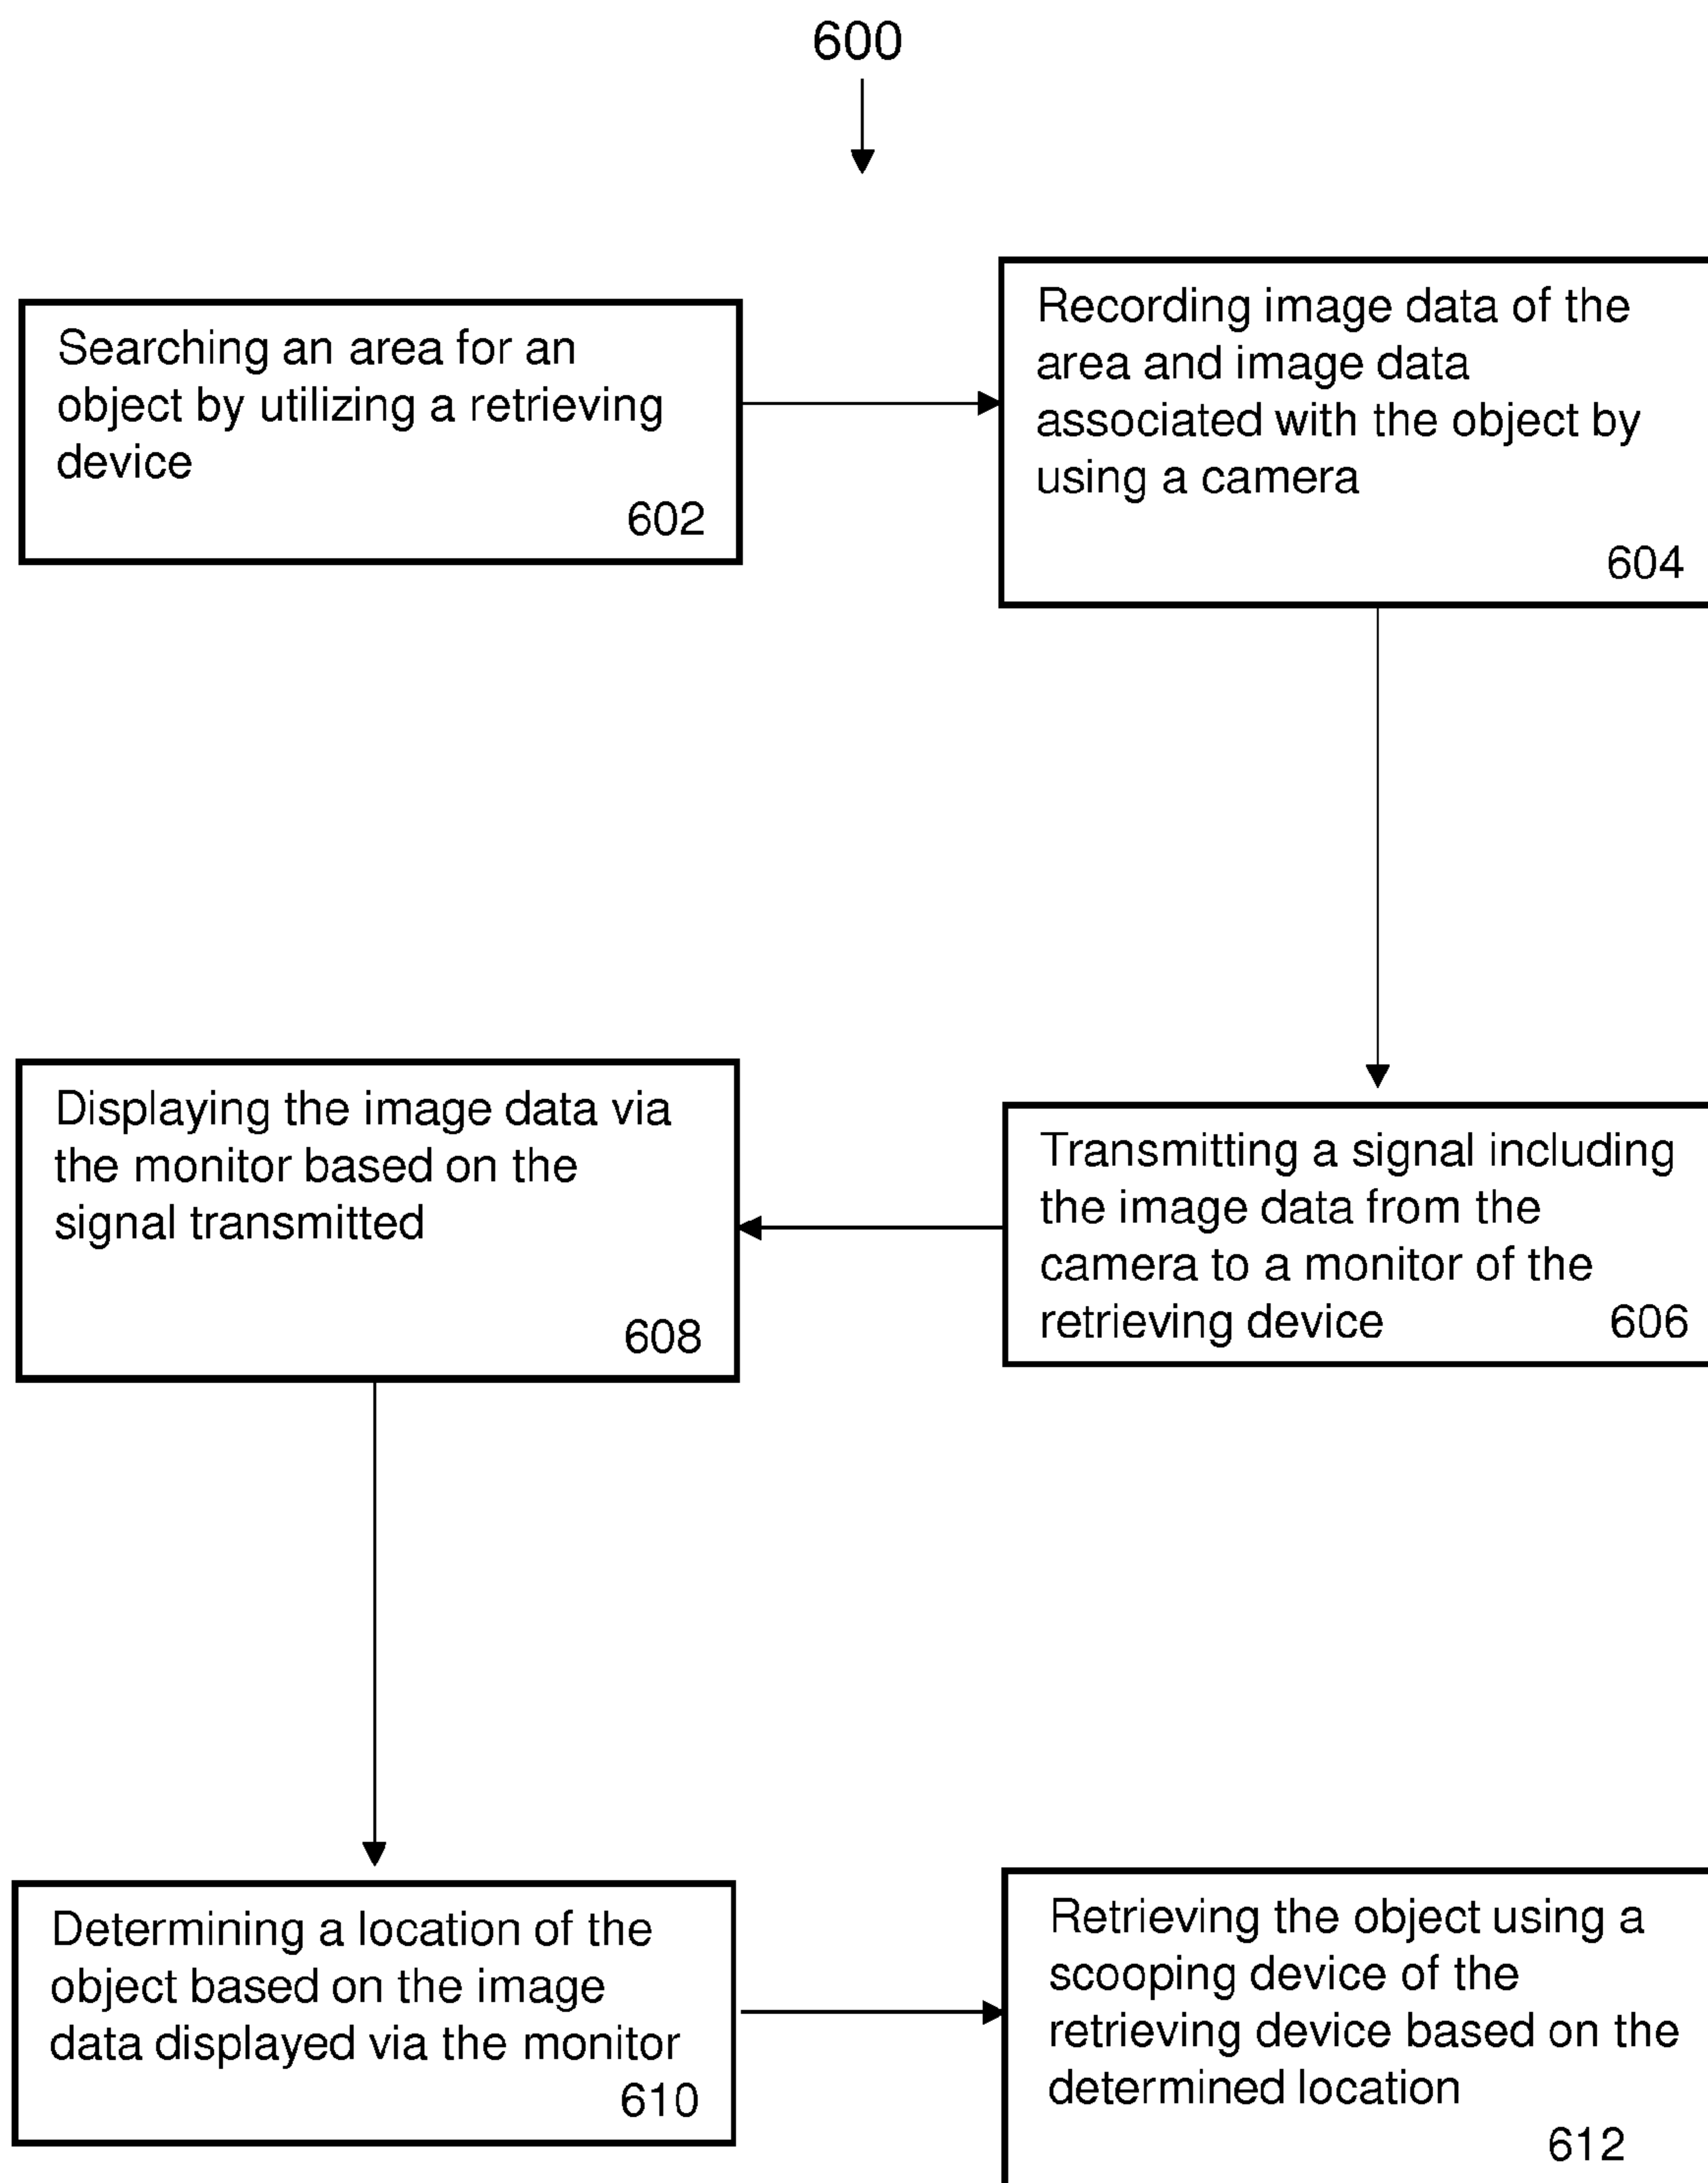 600
Searching an area for an
object by utilizing a retrieving
device
602
Recording image data of the
area and image data
associated with the object by
using a camera
604
Transmitting a signal including
the image data from the
camera to a monitor of the
retrieving device 606
Displaying the image data via
the monitor based on the
signal transmitted
608
Determining a location of the
object based on the image
data displayed via the monitor
610
Retrieving the object using a
scooping device of the
retrieving device based on the
determined location
612